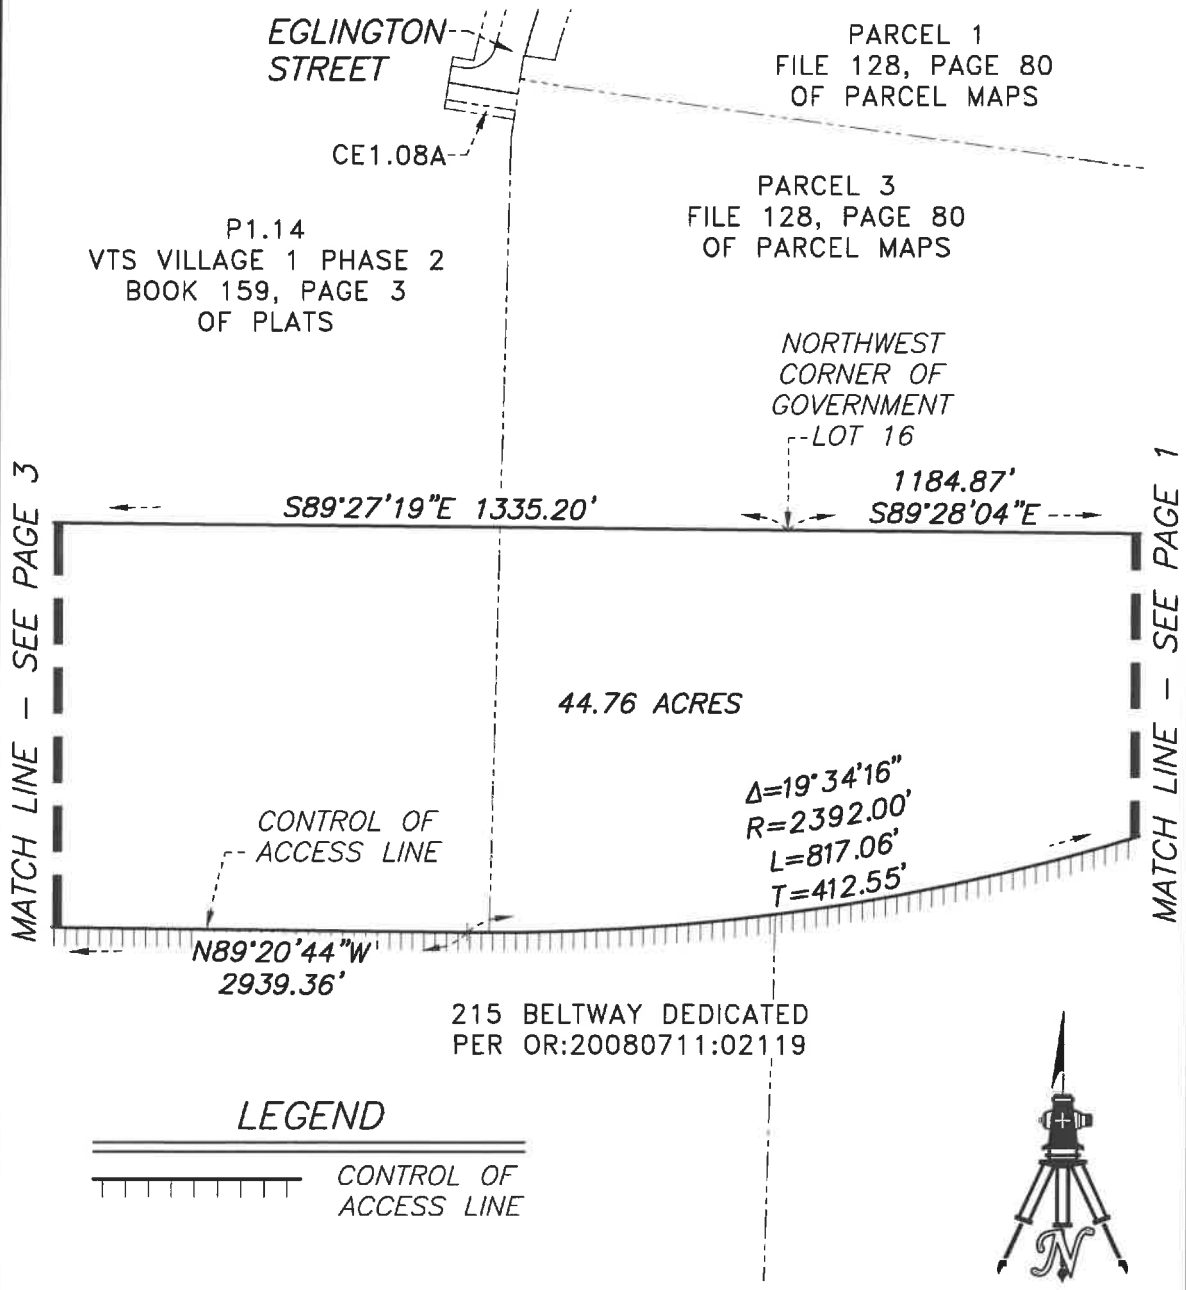 EGLINGTON
STREET
PARCEL 1
FILE 128, PAGE 80
OF PARCEL MAPS
CE1.08A
PARCEL 3
FILE 128, PAGE 80
OF PARCEL MAPS
P1.14
VTS VILLAGE 1 PHASE 2
BOOK 159, PAGE 3
OF PLATS
NORTHWEST
CORNER OF
GOVERNMENT
LOT 16
MATCH LINE - SEE PAGE 3
S89°27'19"E 1335.20'
1184.87'
S89°28'04"E
MATCH LINE - SEE PAGE 1
44.76 ACRES
Δ=19°34'16"
R=2392.00'
L=817.06'
T=412.55'
CONTROL OF
ACCESS LINE
N89°20'44"W
2939.36'
215 BELTWAY DEDICATED
PER OR:20080711:02119
LEGEND
CONTROL OF
ACCESS LINE
N